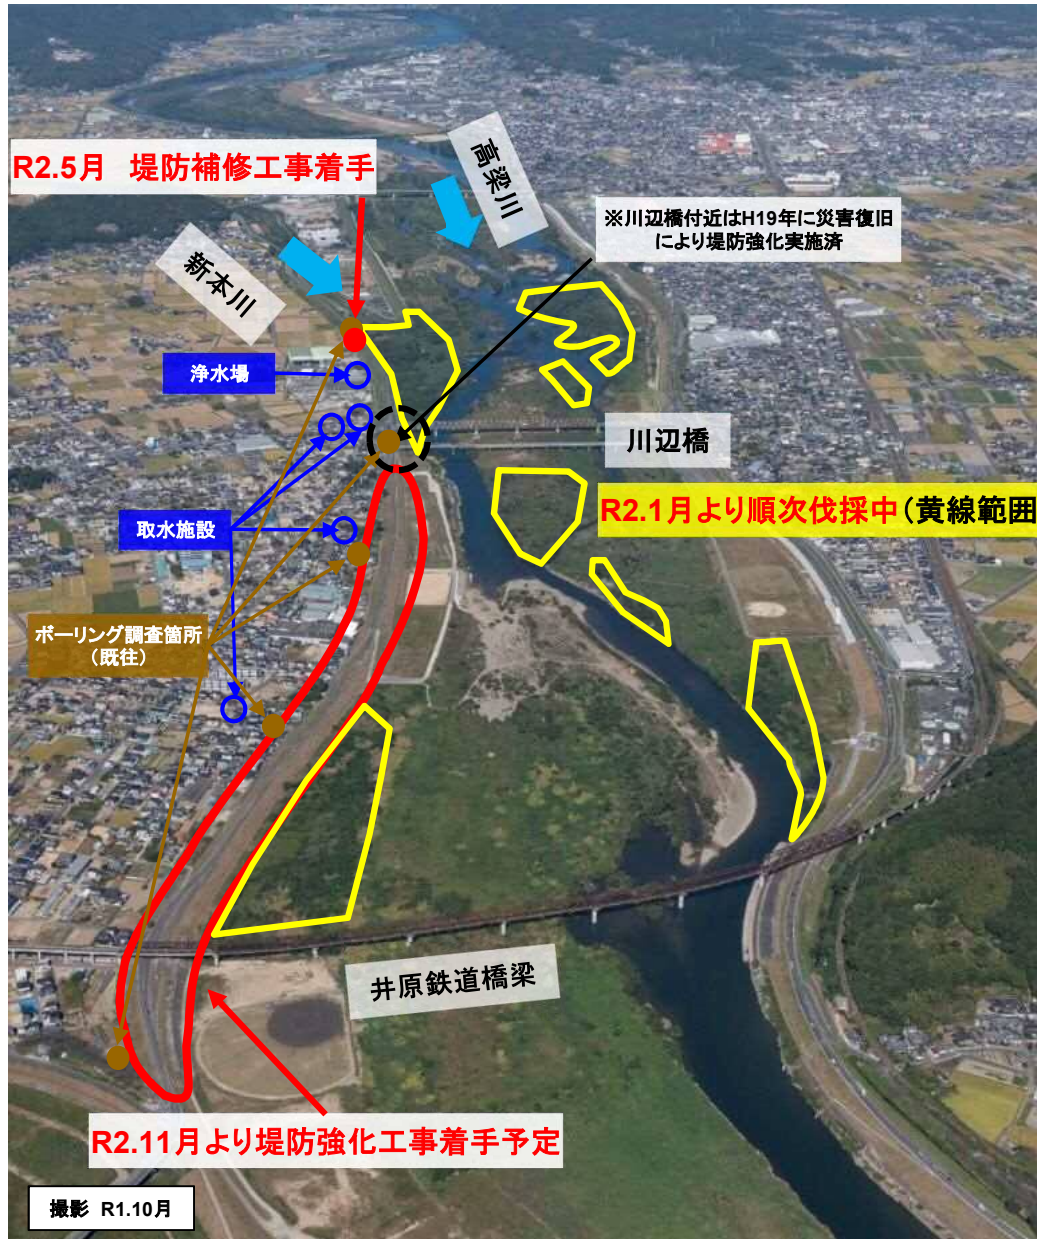 R2.5月 堤防補修工事着手
高梁川
※川辺橋付近はH19年に災害復旧
により堤防強化実施済
新本川
浄水場
川辺橋
R2.1月より順次伐採中(黄線範囲
取水施設
ボーリング調査箇所
(既往)
井原鉄道橋梁
R2.11月より堤防強化工事着手予定
撮影 R1.10月